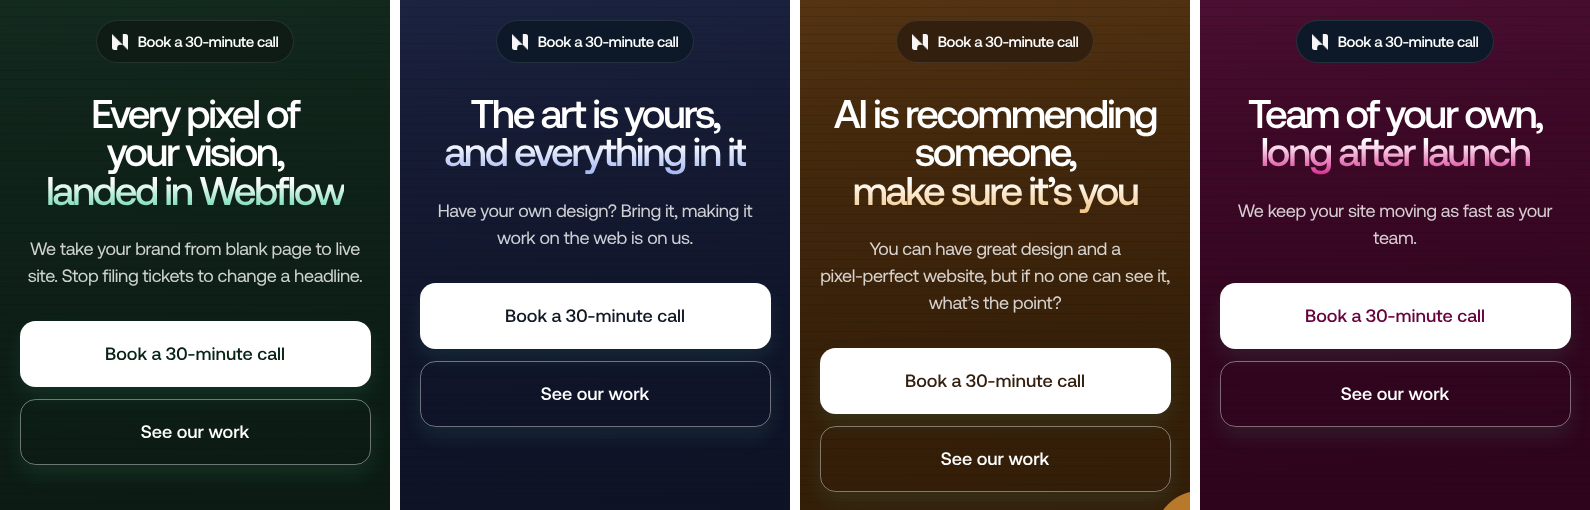 Book a 30-minute call
Every pixel of
your vision,
landed in Webflow
We take your brand from blank page to live
site. Stop filing tickets to change a headline.
Book a 30-minute call
See our work
Book a 30-minute call
The art is yours,
and everything in it
Have your own design? Bring it, making it
work on the web is on us.
Book a 30-minute call
See our work
Book a 30-minute call
AI is recommending
someone,
make sure it’s you
You can have great design and a
pixel-perfect website, but if no one can see it,
what’s the point?
Book a 30-minute call
See our work
Book a 30-minute call
Team of your own,
long after launch
We keep your site moving as fast as your
team.
Book a 30-minute call
See our work